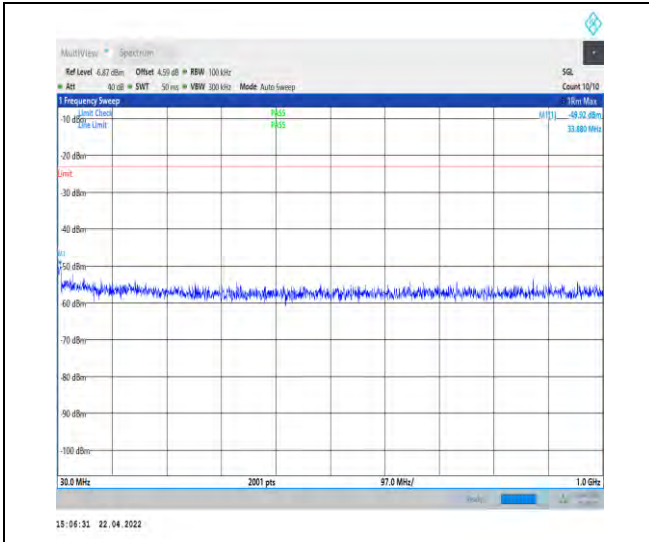 MultiView Spectrum
Ref Level -6.87 dBm Offset 4.59 dB RBW 100 kHz SGL
Att 40 dB SWT 50 ms VBW 300 kHz Mode Auto Sweep Count 10/10
1 Frequency Sweep 1Rm Max
Limit Check PASS M1[1] -49.92 dBm
-10 dBm
Line Limit PASS 33.880 MHz
-20 dBm
Limit
-30 dBm
-40 dBm
M1
-50 dBm
-60 dBm
-70 dBm
-80 dBm
-90 dBm
-100 dBm
30.0 MHz 2001 pts 97.0 MHz/ 1.0 GHz
15:06:31 22.04.2022